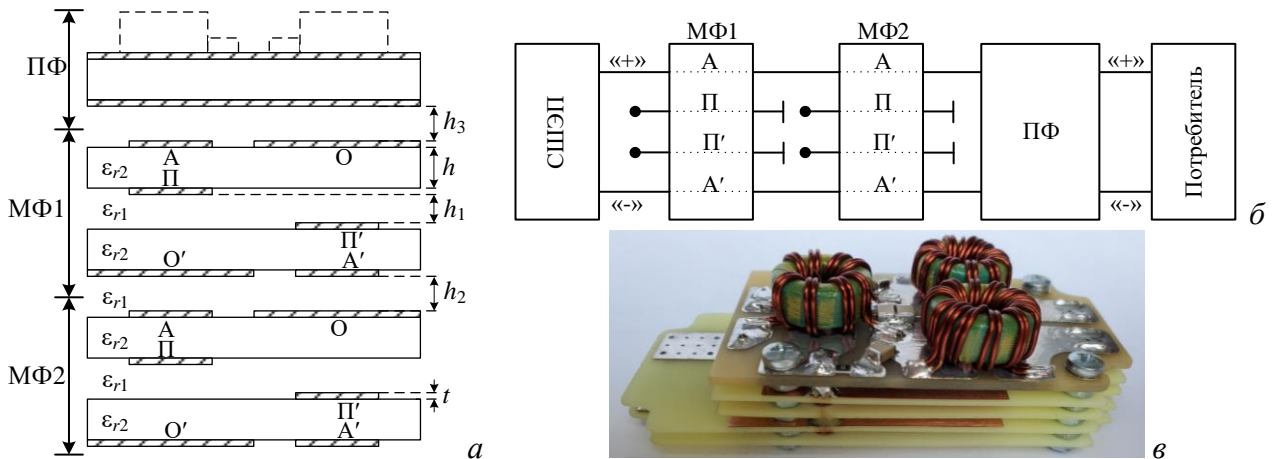 ПФ
h3
А О
П
εr2
h
МФ1
εr1
h1
П′
εr2
О′ А′
εr1
h2
А О
εr2
П
МФ2
εr1
t
П′
εr2
О′ А′
а
МФ1 МФ2
«+» А А «+»
П П
СШЭП
ПФ
Потребитель
П′ П′
А′ А′
«-» «-»
б
в